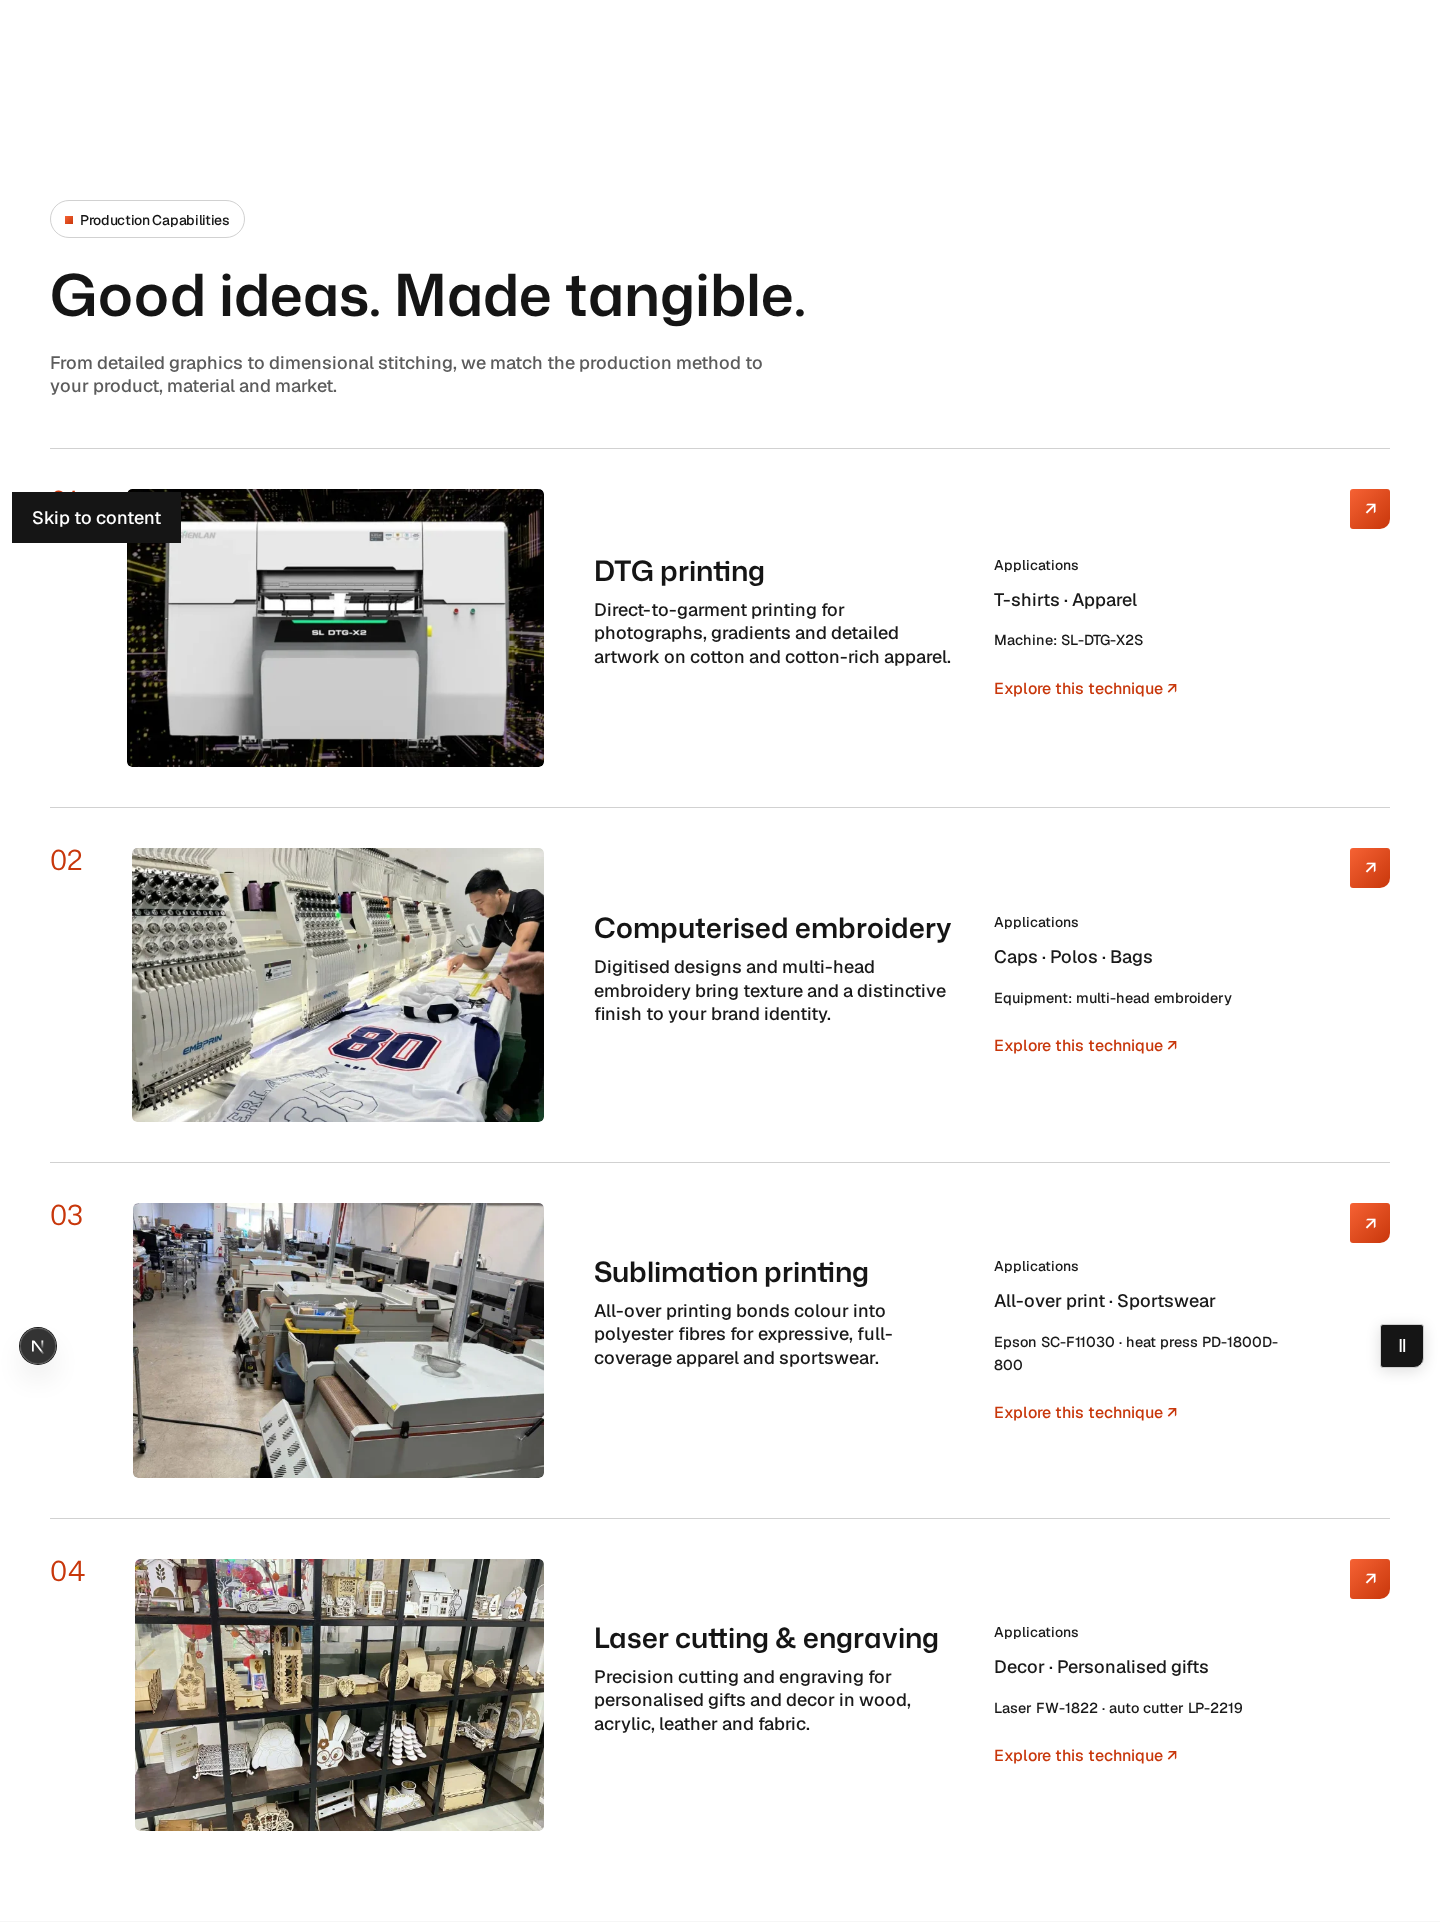 Production Capabilities
Good ideas. Made tangible.
From detailed graphics to dimensional stitching, we match the production method to
your product, material and market.
Skip to content
SL DTG-X2
DTG printing
Direct-to-garment printing for
photographs, gradients and detailed
artwork on cotton and cotton-rich apparel.
Applications
T-shirts · Apparel
Machine: SL-DTG-X2S
Explore this technique ↗
02
EMBPRIN
80
35
Computerised embroidery
Digitised designs and multi-head
embroidery bring texture and a distinctive
finish to your brand identity.
Applications
Caps · Polos · Bags
Equipment: multi-head embroidery
Explore this technique ↗
03
Sublimation printing
All-over printing bonds colour into
polyester fibres for expressive, full-
coverage apparel and sportswear.
Applications
All-over print · Sportswear
Epson SC-F11030 · heat press PD-1800D-
800
Explore this technique ↗
N
04
Laser cutting & engraving
Precision cutting and engraving for
personalised gifts and decor in wood,
acrylic, leather and fabric.
Applications
Decor · Personalised gifts
Laser FW-1822 · auto cutter LP-2219
Explore this technique ↗